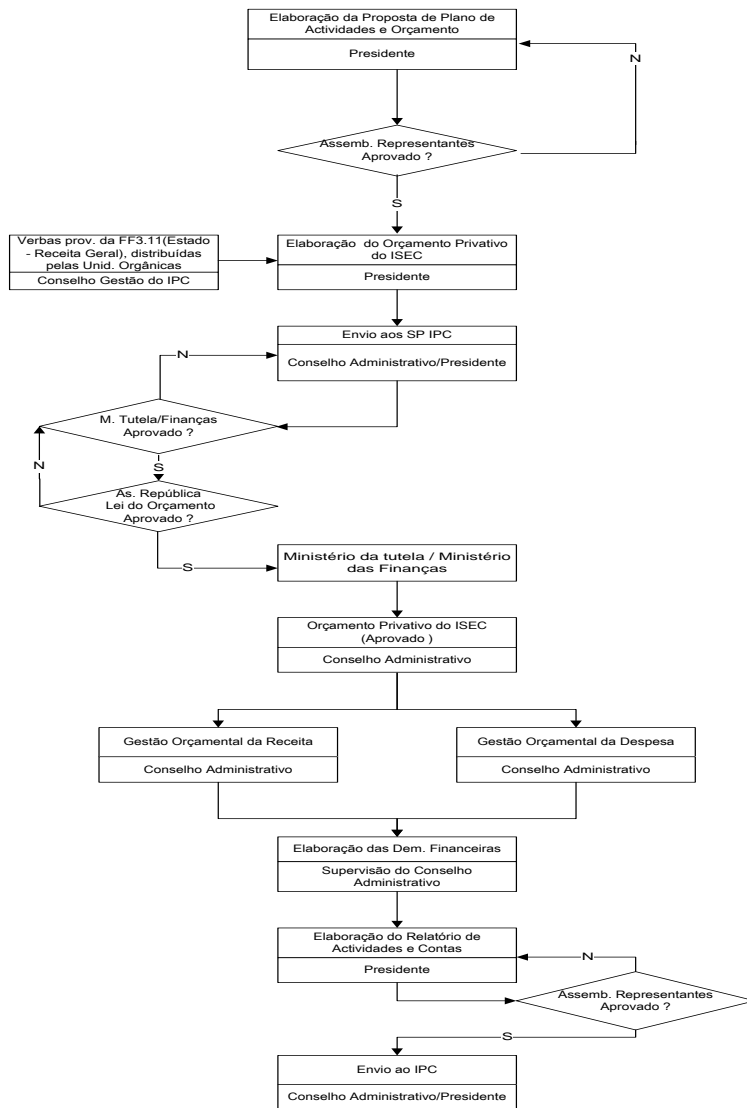 Elaboração da Proposta de Plano de
Actividades e Orçamento
Presidente
N
Assemb. Representantes
Aprovado ?
S
Verbas prov. da FF3.11(Estado
- Receita Geral), distribuídas
pelas Unid. Orgânicas
Conselho Gestão do IPC
Elaboração do Orçamento Privativo
do ISEC
Presidente
Envio aos SP IPC
Conselho Administrativo/Presidente
N
M. Tutela/Finanças
Aprovado ?
N
S
As. República
Lei do Orçamento
Aprovado ?
S
Ministério da tutela / Ministério
das Finanças
Orçamento Privativo do ISEC
(Aprovado )
Conselho Administrativo
Gestão Orçamental da Receita
Conselho Administrativo
Gestão Orçamental da Despesa
Conselho Administrativo
Elaboração das Dem. Financeiras
Supervisão do Conselho
Administrativo
Elaboração do Relatório de
Actividades e Contas
Presidente
N
Assemb. Representantes
Aprovado ?
S
Envio ao IPC
Conselho Administrativo/Presidente